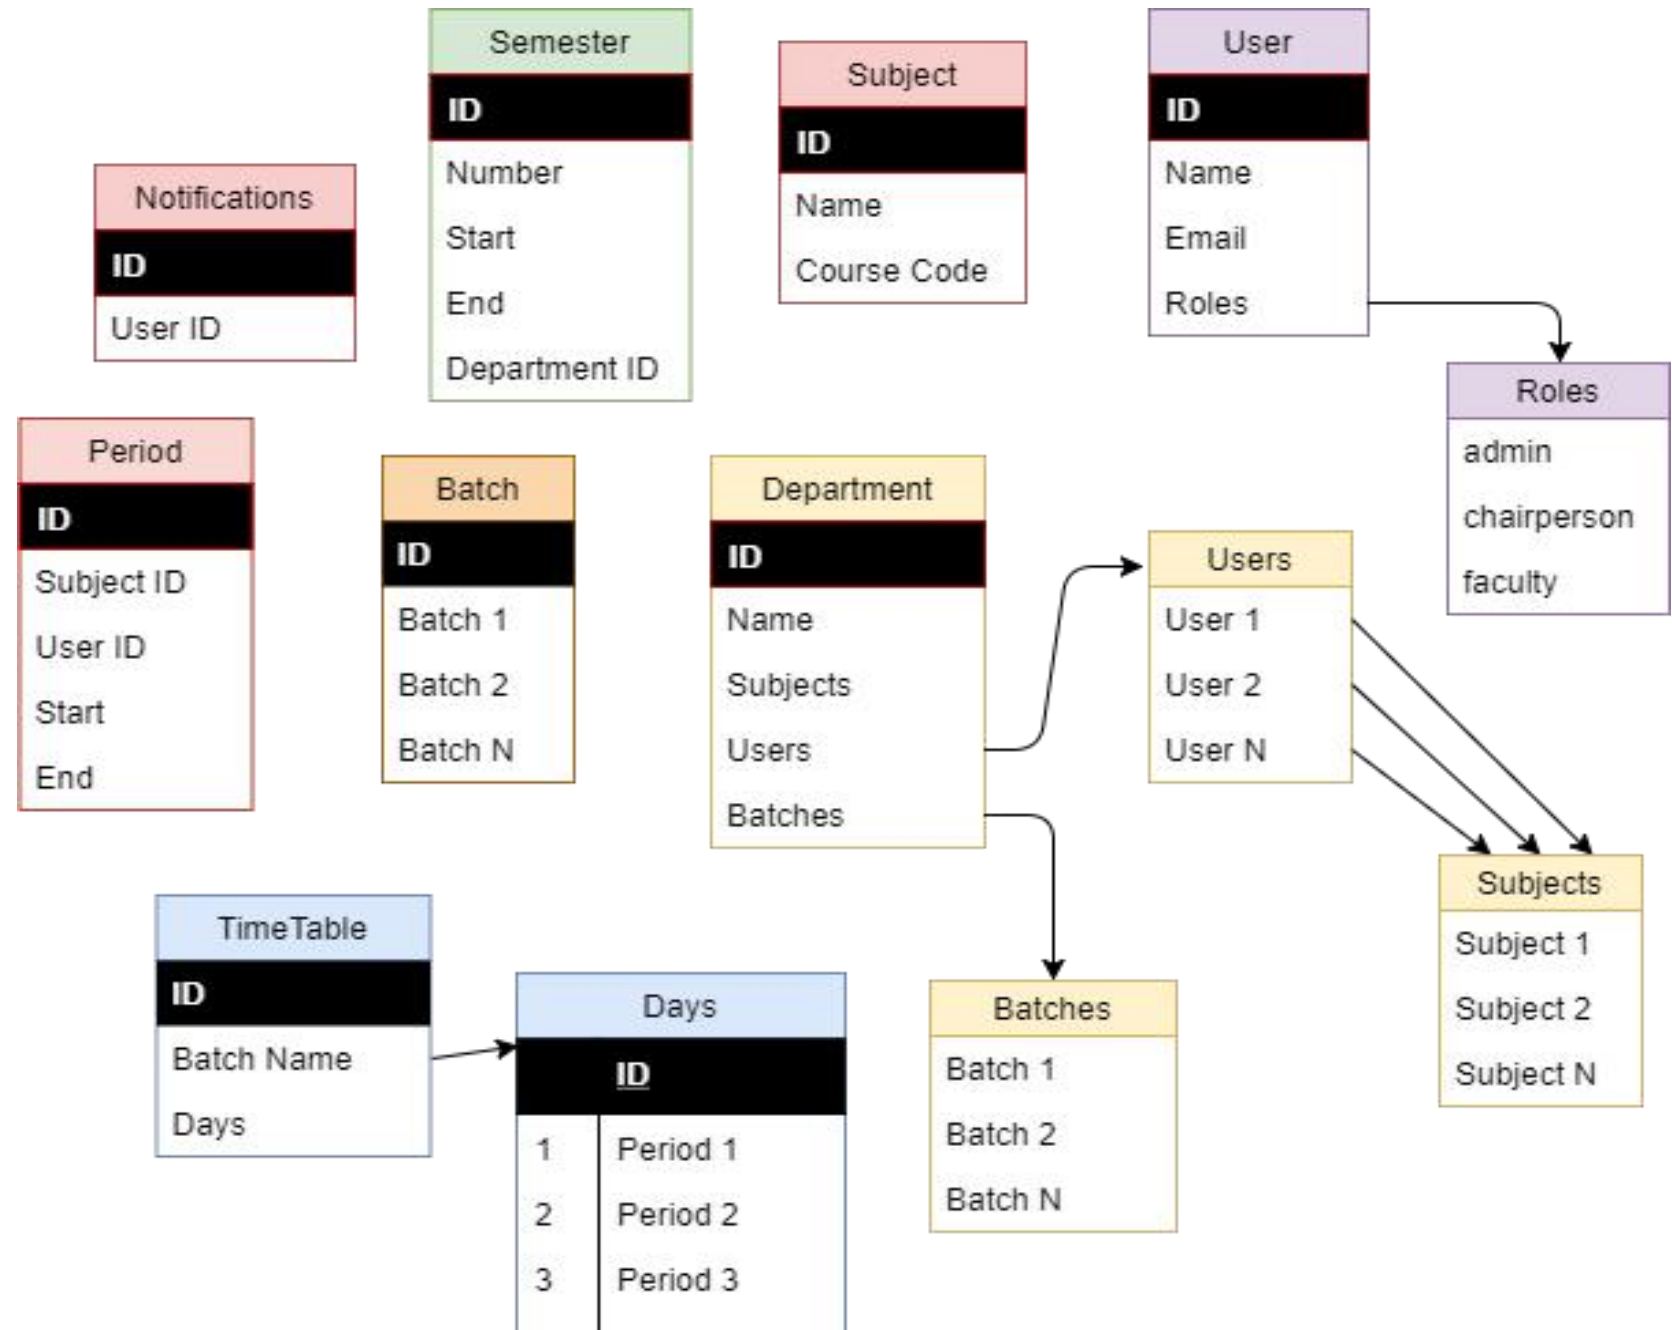 Semester
ID
Number
Start
End
Department ID
Subject
ID
Name
Course Code
User
ID
Name
Email
Roles
Notifications
ID
User ID
Roles
admin
chairperson
faculty
Period
ID
Subject ID
User ID
Start
End
Batch
ID
Batch 1
Batch 2
Batch N
Department
ID
Name
Subjects
Users
Batches
Users
User 1
User 2
User N
Subjects
Subject 1
Subject 2
Subject N
TimeTable
ID
Batch Name
Days
Days
ID
1 Period 1
2 Period 2
3 Period 3
Batches
Batch 1
Batch 2
Batch N